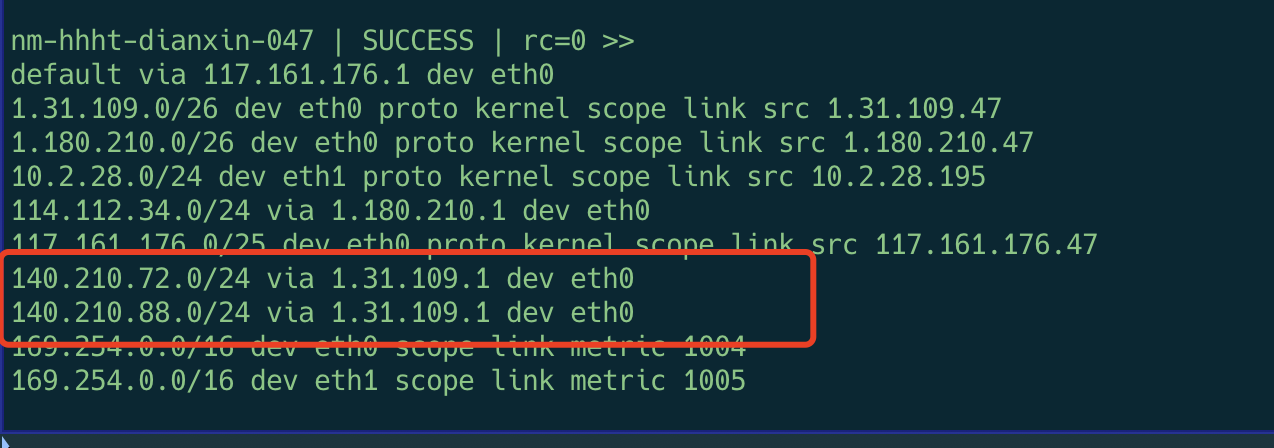 nm-hhht-dianxin-047 | SUCCESS | rc=0 >>
default via 117.161.176.1 dev eth0
1.31.109.0/26 dev eth0 proto kernel scope link src 1.31.109.47
1.180.210.0/26 dev eth0 proto kernel scope link src 1.180.210.47
10.2.28.0/24 dev eth1 proto kernel scope link src 10.2.28.195
114.112.34.0/24 via 1.180.210.1 dev eth0
117.161.176.0/25 dev eth0 proto kernel scope link src 117.161.176.47
140.210.72.0/24 via 1.31.109.1 dev eth0
140.210.88.0/24 via 1.31.109.1 dev eth0
169.254.0.0/16 dev eth0 scope link metric 1004
169.254.0.0/16 dev eth1 scope link metric 1005